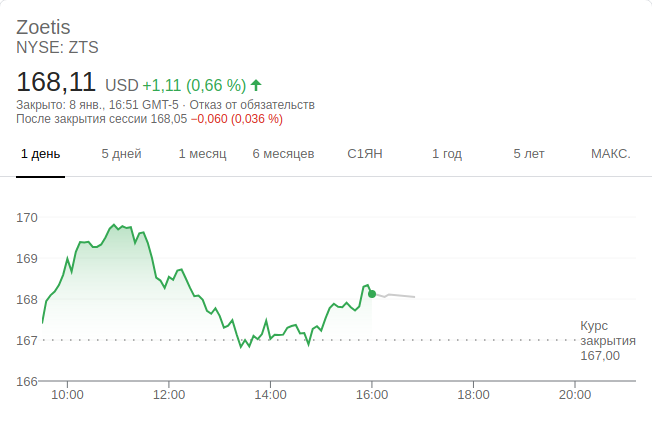 Zoetis
NYSE: ZTS
168,11 USD +1,11 (0,66 %)
Закрыто: 8 янв., 16:51 GMT-5 · Отказ от обязательств
После закрытия сессии 168,05 −0,060 (0,036 %)
1 день 5 дней 1 месяц 6 месяцев С1ЯН 1 год 5 лет МАКС.
170
169
168
Курс
закрытия
167
167,00
166
10:00 12:00 14:00 16:00 18:00 20:00